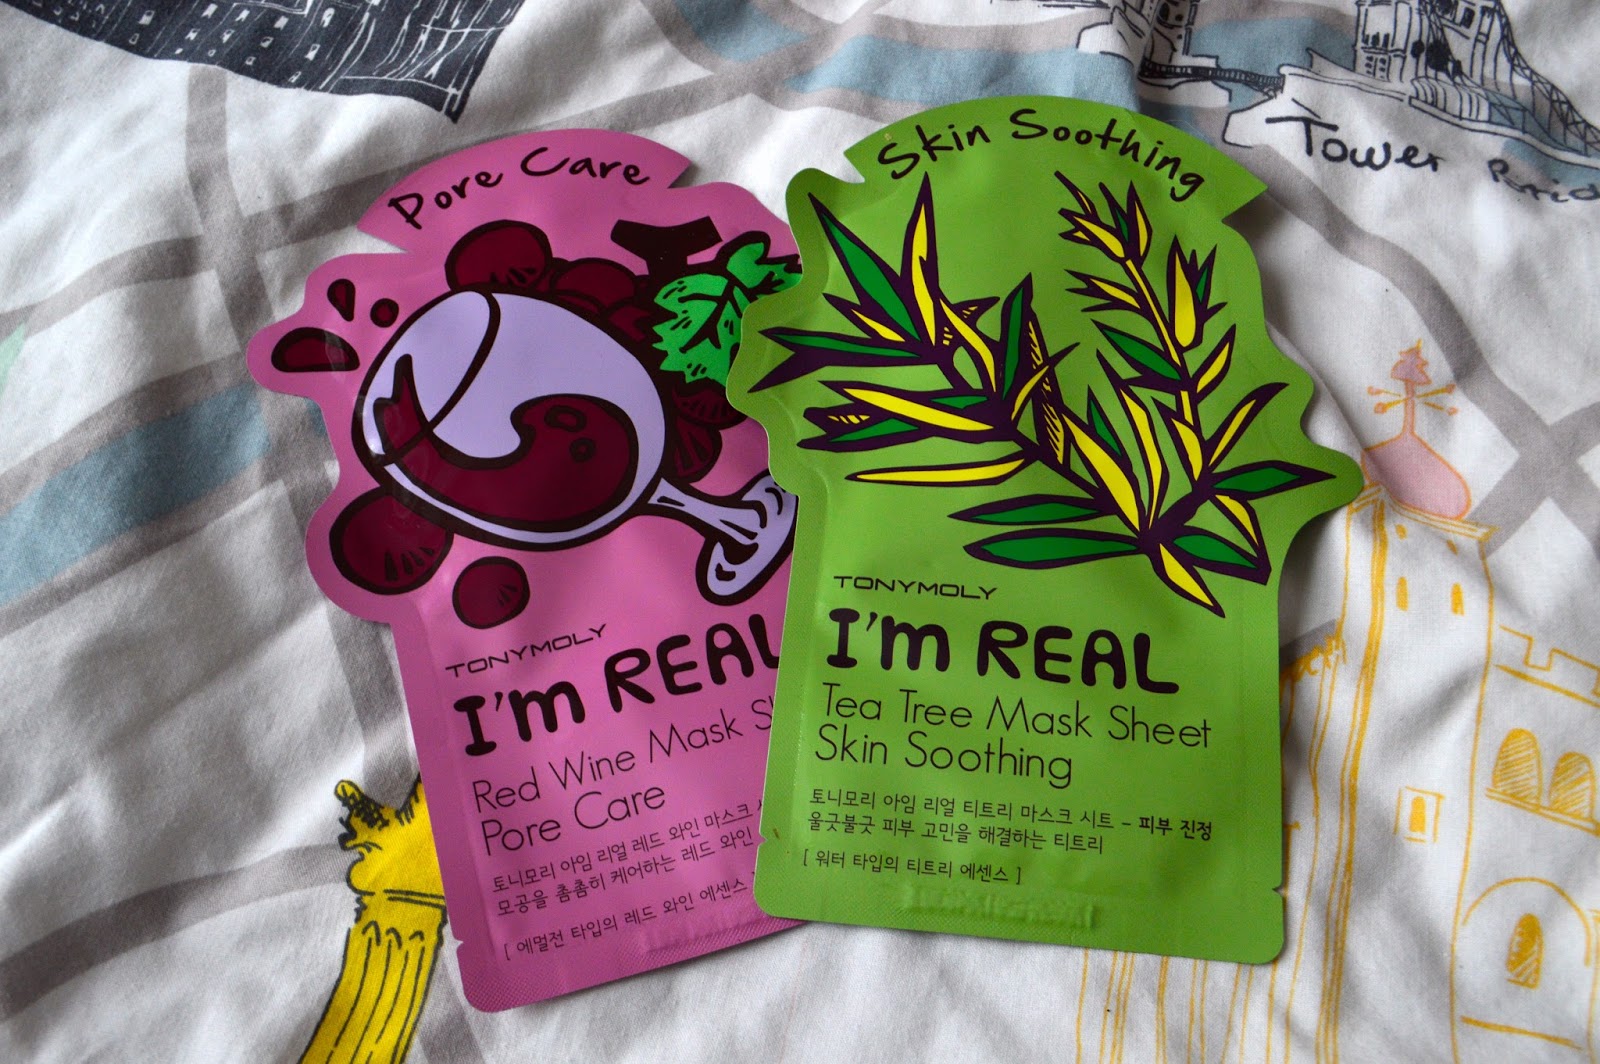 Pore Care
TONYMOLY
I'm REAL
Red Wine Mask
Pore Care
토니모리 아임 리얼 레드 와인 마스크
모공을 촘촘히 케어하는 레드 와인
[ 에멀전 타입의 레드 와인 에센스
Skin Soothing
TONYMOLY
I'm REAL
Tea Tree Mask Sheet
Skin Soothing
토니모리 아임 리얼 티트리 마스크 시트 - 피부 진정
울긋불긋 피부 고민을 해결하는 티트리
[ 워터 타입의 티트리 에센스 ]
Tower